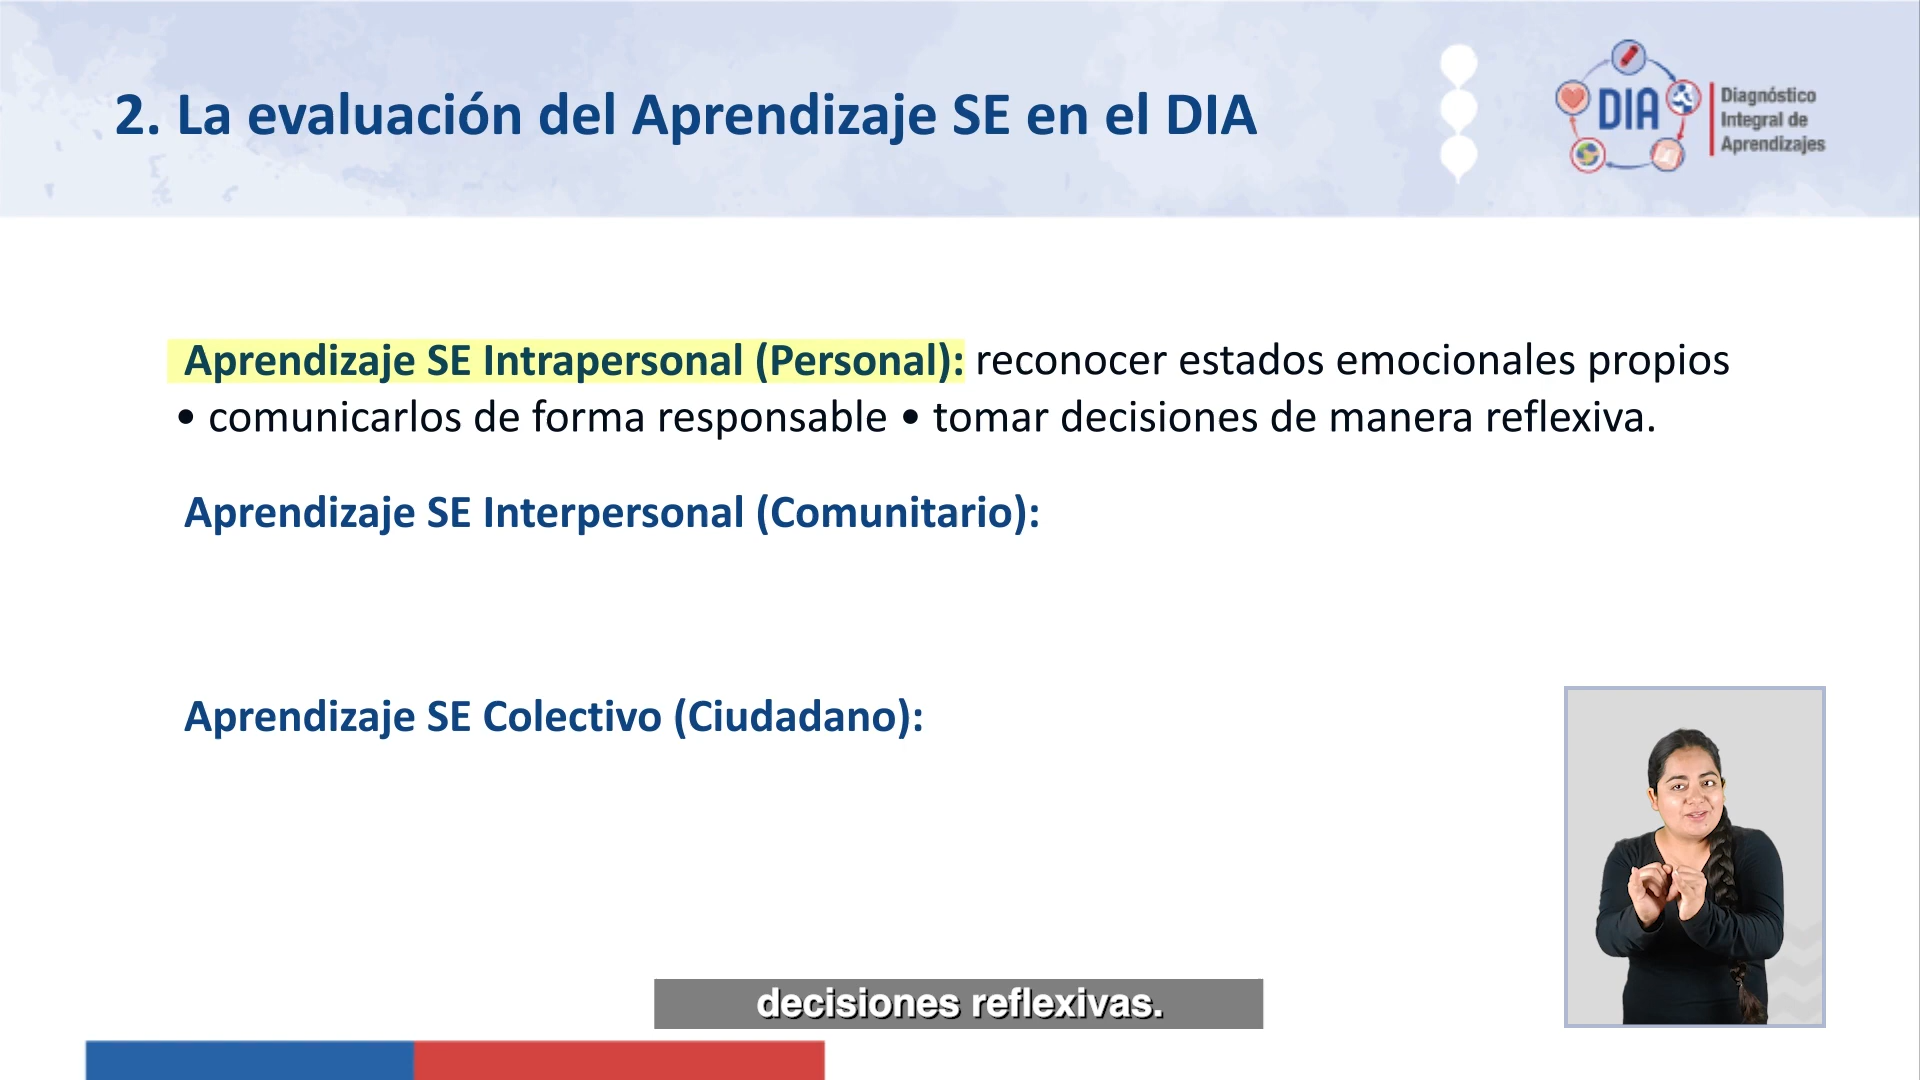 2. La evaluación del Aprendizaje SE en el DIA
DIA
Diagnóstico
Integral de
Aprendizajes
Aprendizaje SE Intrapersonal (Personal): reconocer estados emocionales propios
• comunicarlos de forma responsable • tomar decisiones de manera reflexiva.
Aprendizaje SE Interpersonal (Comunitario):
Aprendizaje SE Colectivo (Ciudadano):
decisiones reflexivas.